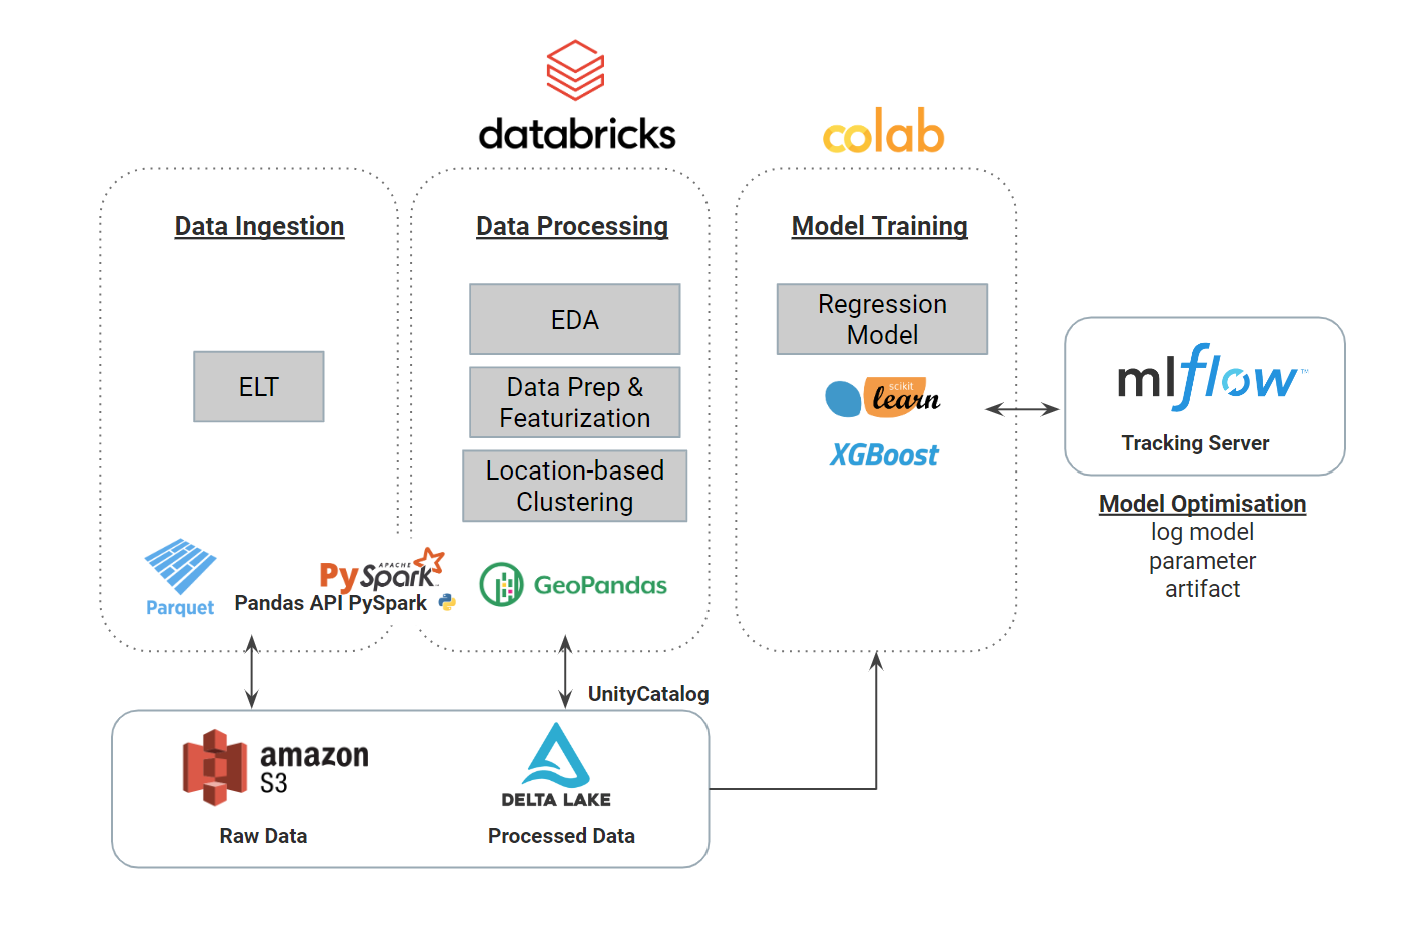 databricks
colab
Data Ingestion
Data Processing
Model Training
ELT
EDA
Data Prep &
Featurization
Location-based
Clustering
Regression
Model
scikit
learn
XGBoost
mlflow™
Tracking Server
Model Optimisation
log model
parameter
artifact
Parquet
APACHE
PySpark™
Pandas API PySpark
GeoPandas
UnityCatalog
amazon
S3
Raw Data
DELTA LAKE
Processed Data